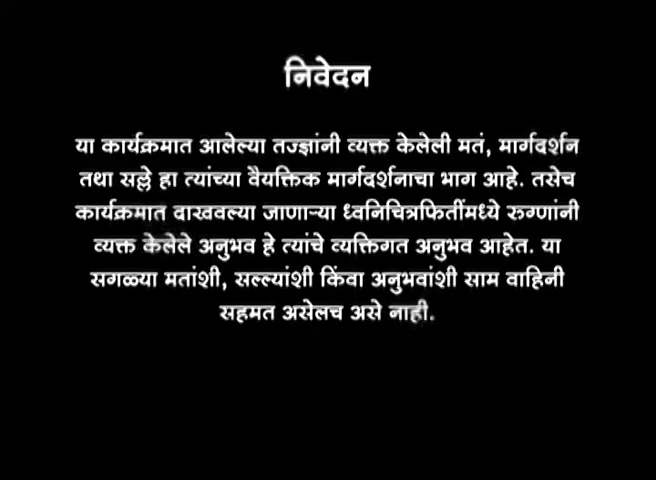 निवेदन
या कार्यक्रमात आलेल्या तज्ज्ञांनी व्यक्त केलेली मतं, मार्गदर्शन
तथा सल्ले हा त्यांच्या वैयक्तिक मार्गदर्शनाचा भाग आहे. तसेच
कार्यक्रमात दाखवल्या जाणाऱ्या ध्वनिचित्रफितींमध्ये रुग्णांनी
व्यक्त केलेले अनुभव हे त्यांचे व्यक्तिगत अनुभव आहेत. या
सगळ्या मतांशी, सल्ल्यांशी किंवा अनुभवांशी साम वाहिनी
सहमत असेलच असे नाही.